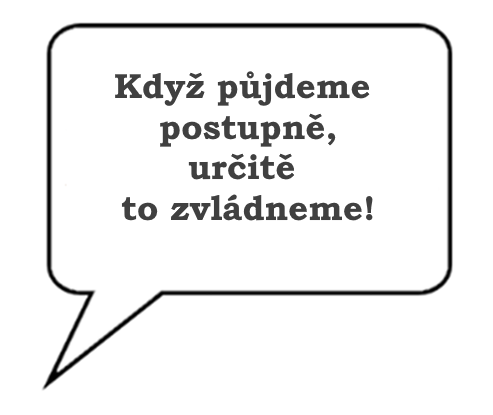 Když půjdeme
postupně,
určitě
to zvládneme!